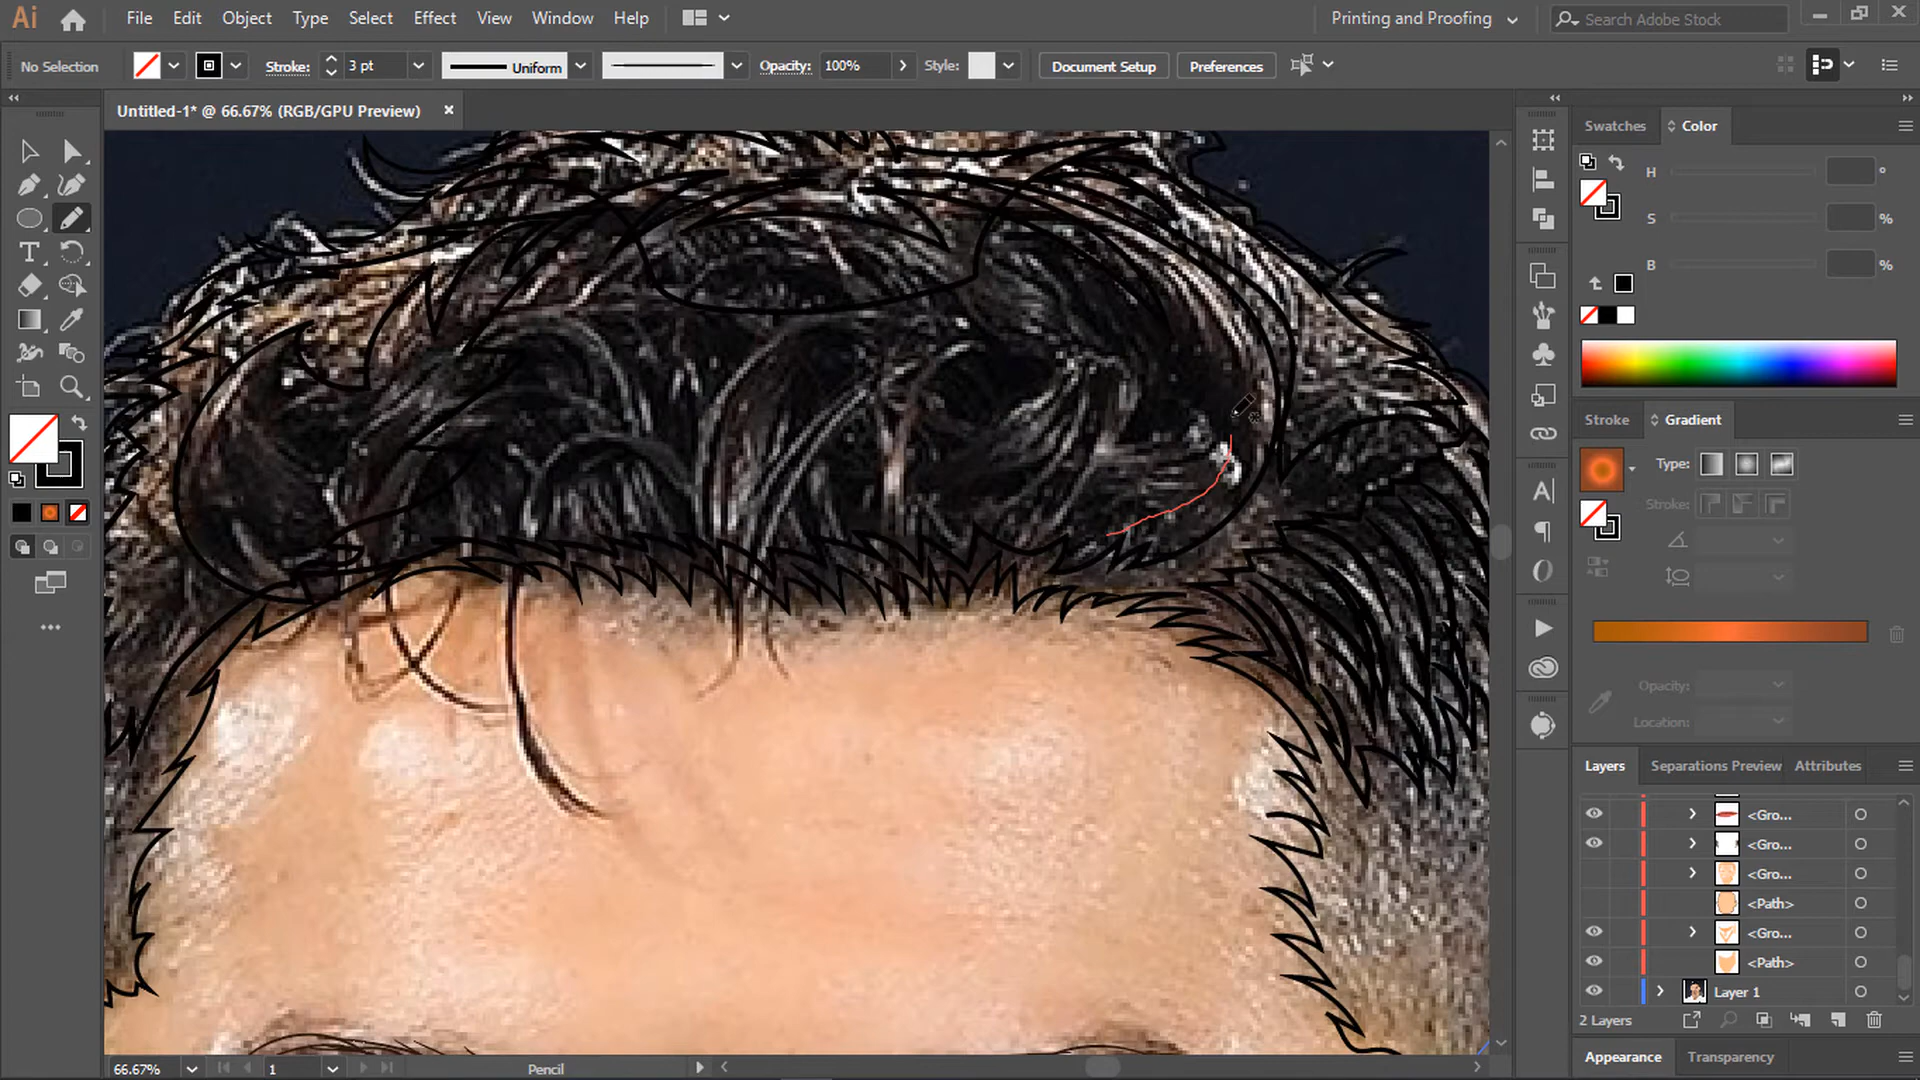 Ai
File Edit Object Type Select Effect View Window Help
Printing and Proofing
Search Adobe Stock
No Selection
Stroke: 3 pt
Uniform
Opacity: 100%
Style:
Document Setup
Preferences
Untitled-1* @ 66.67% (RGB/GPU Preview)
Swatches Color
H °
S %
B %
Stroke Gradient
Type:
Stroke:
Opacity:
Location:
Layers Separations Preview Attributes
<Gro...
<Gro...
<Gro...
<Path>
<Gro...
<Path>
Layer 1
2 Layers
Appearance Transparency
66.67% 1 Pencil